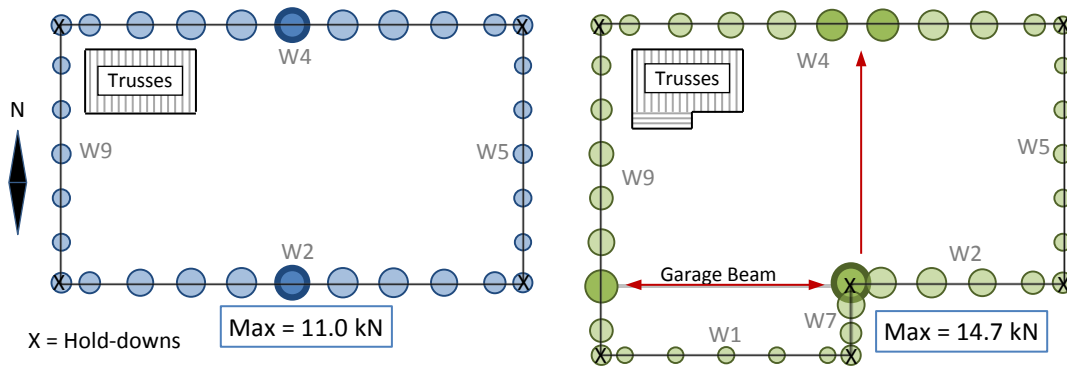 W4
Trusses
N
W9
W5
W2
Max = 11.0 kN
X = Hold-downs
X
X
X
X
W4
Trusses
W9
W5
W2
Garage Beam
W7
W1
Max = 14.7 kN
X
X
X
X
X
X